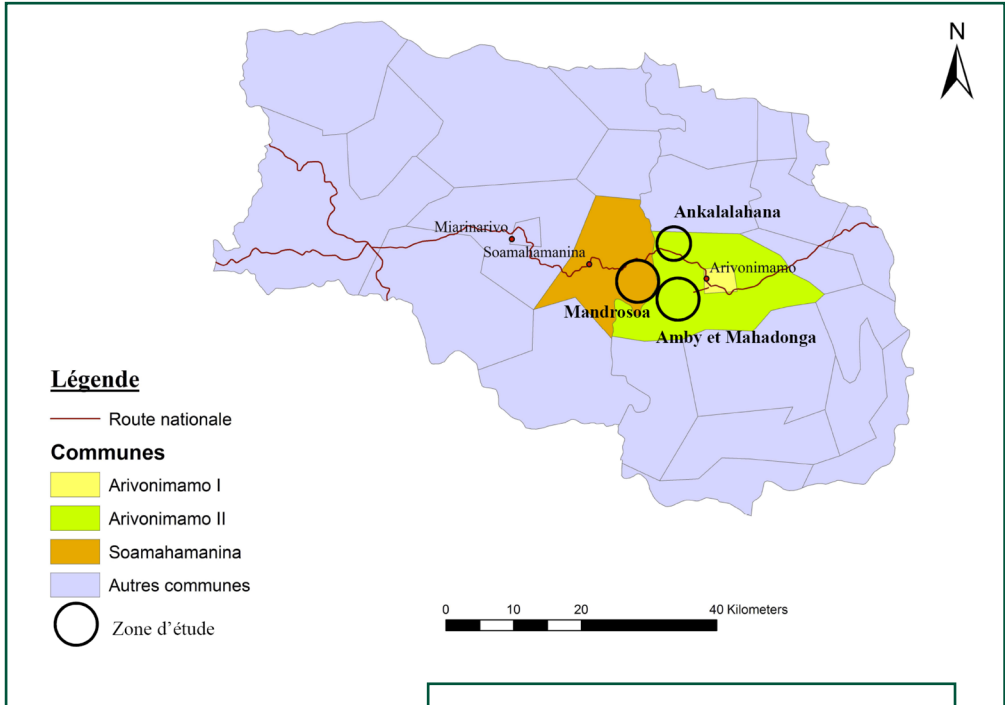 N
Ankalalahana
Miarinarivo
Soamahamanina
Arivonimamo
Mandrosoa
Amby et Mahadonga
Légende
Route nationale
Communes
Arivonimamo I
Arivonimamo II
Soamahamanina
Autres communes
Zone d'étude
0 10 20 40 Kilometers